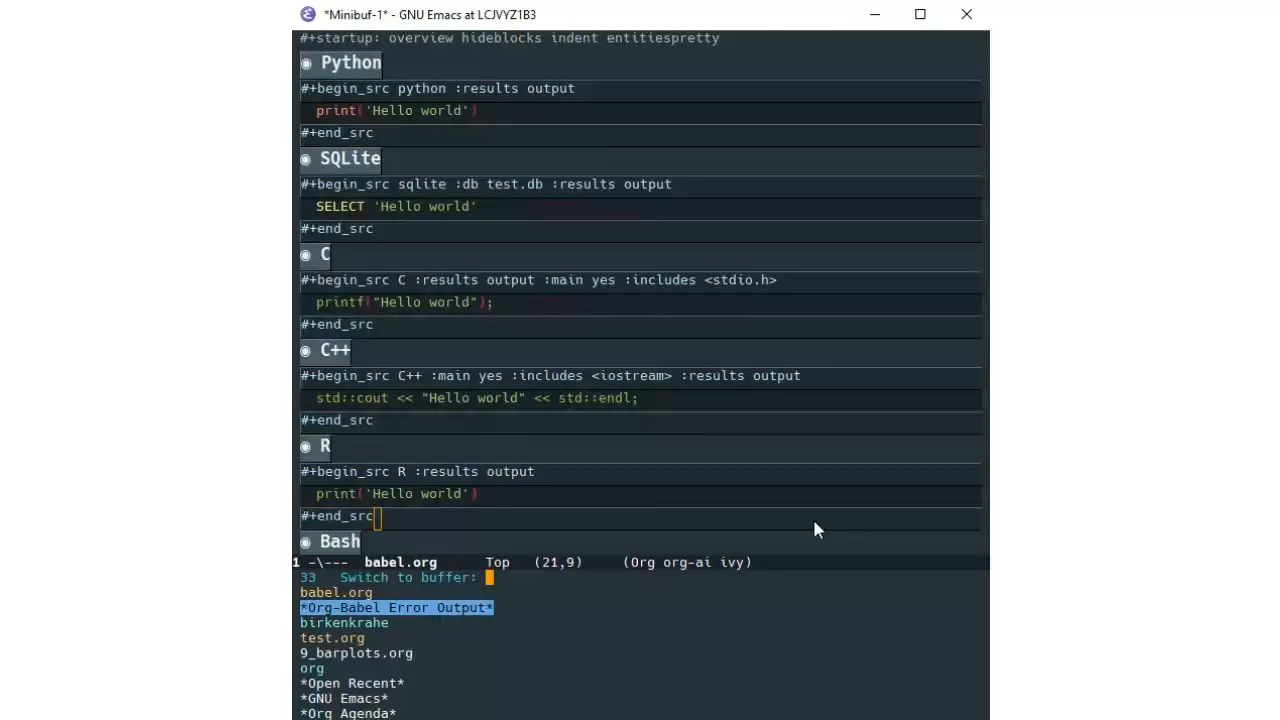 *Minibuf-1* - GNU Emacs at LCJVYZ1B3
#+startup: overview hideblocks indent entitiespretty
◉ Python
#+begin_src python :results output
print('Hello world')
#+end_src
◉ SQLite
#+begin_src sqlite :db test.db :results output
SELECT 'Hello world'
#+end_src
◉ C
#+begin_src C :results output :main yes :includes <stdio.h>
printf("Hello world");
#+end_src
◉ C++
#+begin_src C++ :main yes :includes <iostream> :results output
std::cout << "Hello world" << std::endl;
#+end_src
◉ R
#+begin_src R :results output
print('Hello world')
#+end_src
◉ Bash
1 -\--- babel.org Top (21,9) (Org org-ai ivy)
33 Switch to buffer:
babel.org
*Org-Babel Error Output*
birkenkrahe
test.org
9_barplots.org
org
*Open Recent*
*GNU Emacs*
*Org Agenda*